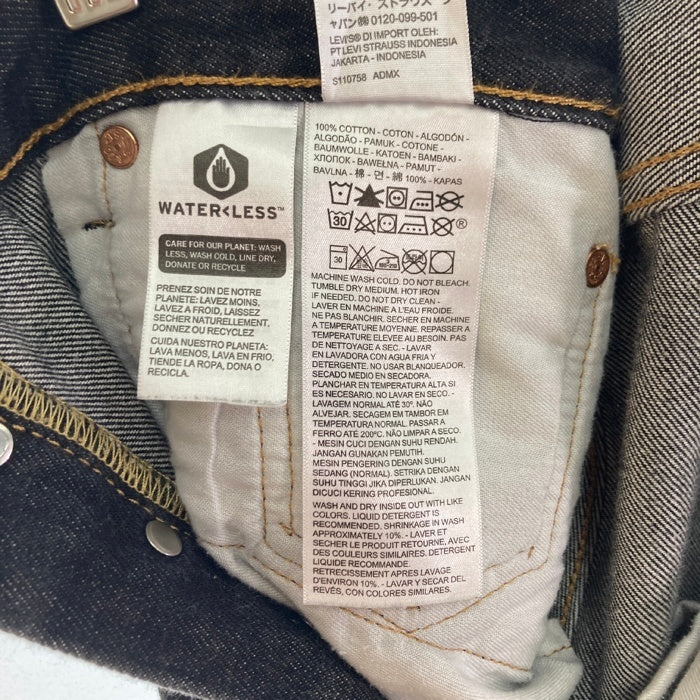 リーバイ・ストラウス ジ
ャパン㈱ 0120-099-501
LEVI'S® DI IMPORT OLEH:
PT LEVI STRAUSS INDONESIA
JAKARTA - INDONESIA
S110758 ADMX
WATER<LESS™
CARE FOR OUR PLANET: WASH
LESS, WASH COLD, LINE DRY,
DONATE OR RECYCLE
PRENEZ SOIN DE NOTRE
PLANETE: LAVEZ MOINS,
LAVEZ A FROID, LAISSEZ
SECHER NATURELLEMENT,
DONNEZ OU RECYCLEZ
CUIDA NUESTRO PLANETA:
LAVA MENOS, LAVA EN FRIO,
TIENDE LA ROPA, DONA O
RECICLA.
100% COTTON - COTON - ALGODÓN -
ALGODÃO - PAMUK - COTONE -
BAUMWOLLE - KATOEN - BAMBAKI -
ХЛОПОК - BAWEŁNA - PAMUT -
BAVLNA - 棉 - 면 - 綿 100% - KAPAS
30
®
30
MACHINE WASH COLD. DO NOT BLEACH.
TUMBLE DRY MEDIUM. HOT IRON
IF NEEDED. DO NOT DRY CLEAN -
LAVER EN MACHINE A L'EAU FROIDE.
NE PAS BLANCHIR. SECHER EN MACHINE
A TEMPERATURE MOYENNE. REPASSER A
TEMPERATURE ELEVEE AU BESOIN. PAS
DE NETTOYAGE A SEC. - LAVAR
EN LAVADORA CON AGUA FRIA Y
DETERGENTE. NO USAR BLANQUEADOR.
SECADO MEDIO EN SECADORA.
PLANCHAR EN TEMPERATURA ALTA SI
ES NECESARIO. NO LAVAR EN SECO. -
LAVAGEM NORMAL ATÉ 30º. NÃO
ALVEJAR. SECAGEM EM TAMBOR EM
TEMPERATURA NORMAL. PASSAR A
FERRO ATÉ 200ºC. NÃO LIMPAR A SECO.
- MESIN CUCI DENGAN SUHU RENDAH.
JANGAN GUNAKAN PEMUTIH.
MESIN PENGERING DENGAN SUHU
SEDANG (NORMAL). SETRIKA DENGAN
SUHU TINGGI JIKA DIPERLUKAN. JANGAN
DICUCI KERING PROFESIONAL.
WASH AND DRY INSIDE OUT WITH LIKE
COLORS. LIQUID DETERGENT IS
RECOMMENDED. SHRINKAGE IN WASH
APPROXIMATELY 10%. - LAVER ET
SECHER LE PRODUIT RETOURNE, AVEC
DES COULEURS SIMILAIRES. DETERGENT
LIQUIDE RECOMMANDE.
RETRECISSEMENT APRES LAVAGE
D'ENVIRON 10%. - LAVAR Y SECAR DEL
REVÉS, CON COLORES SIMILARES.